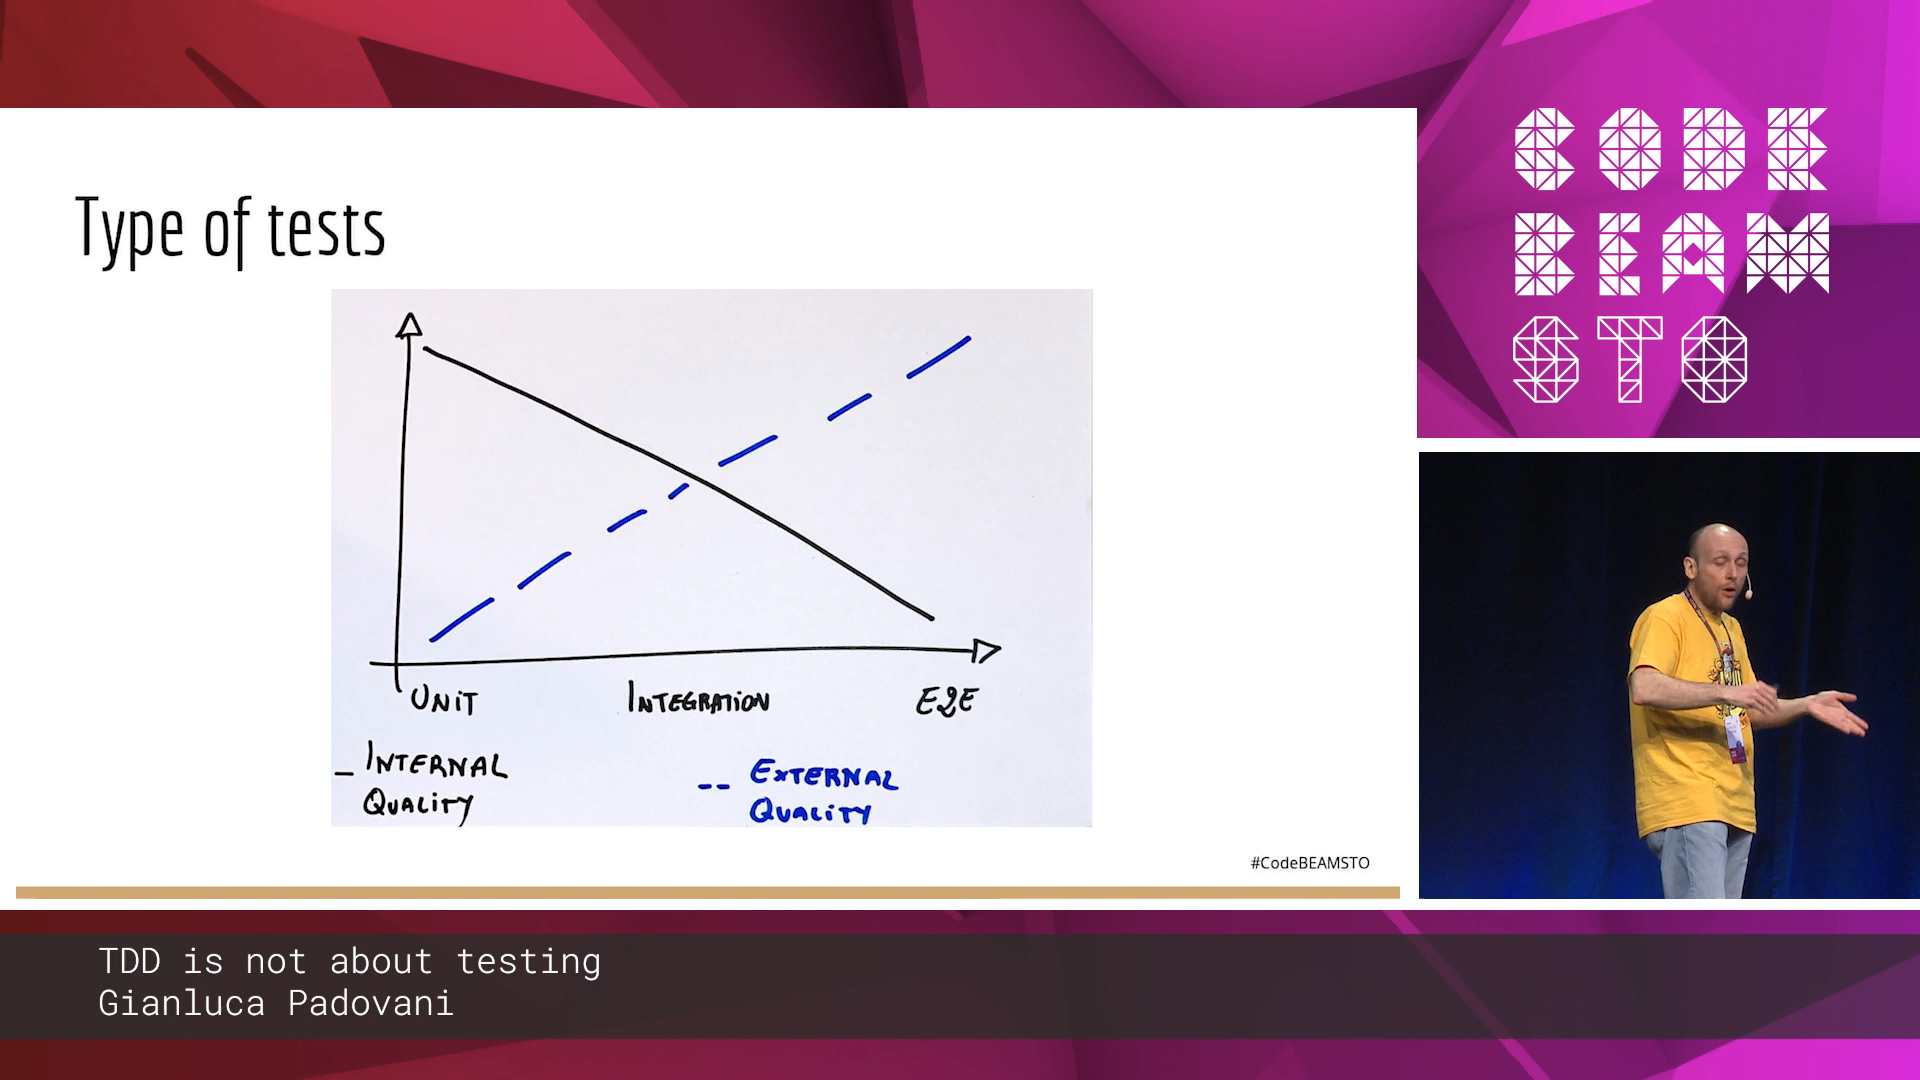 Type of tests
UNIT INTEGRATION E2E
- INTERNAL
QUALITY
-- EXTERNAL
QUALITY
#CodeBEAMSTO
CODE
BEAM
STO
TDD is not about testing
Gianluca Padovani